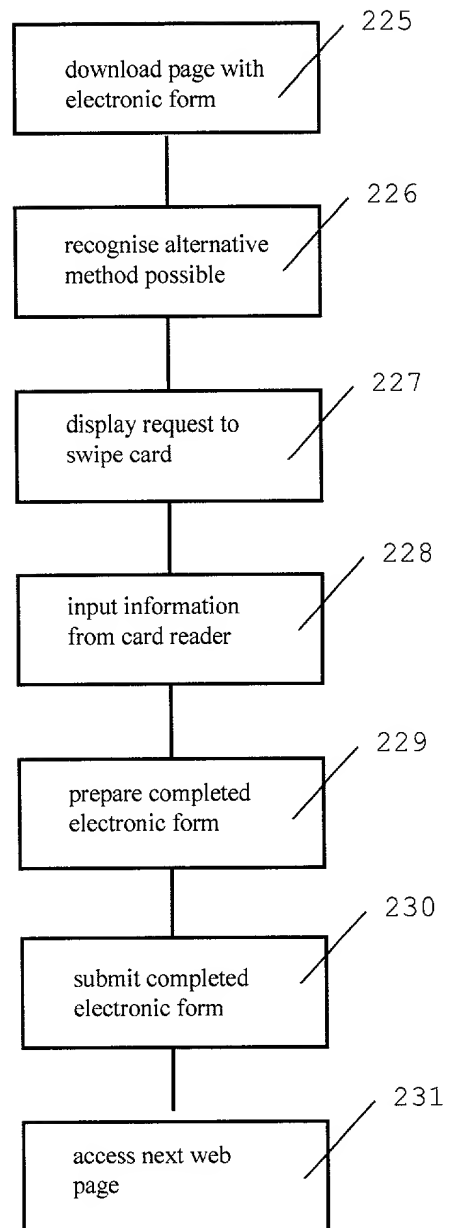 225
download page with
electronic form
226
recognise alternative
method possible
227
display request to
swipe card
228
input information
from card reader
229
prepare completed
electronic form
230
submit completed
electronic form
231
access next web
page